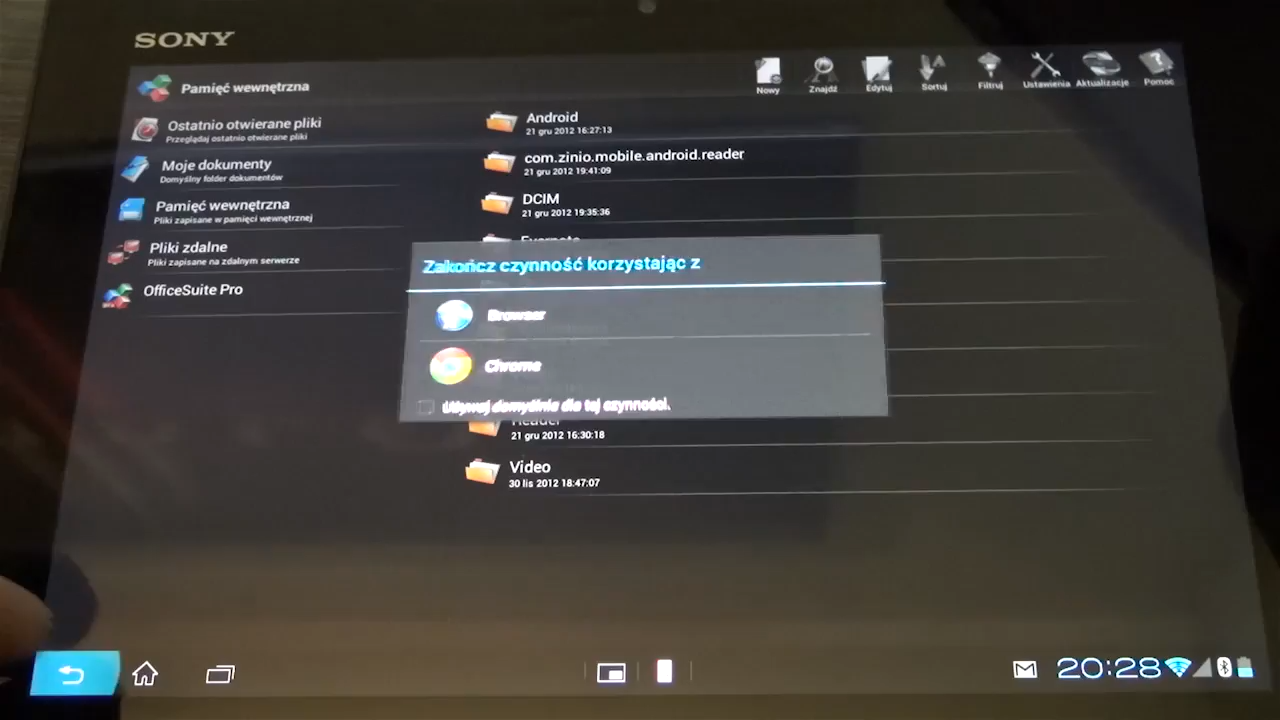 SONY
Pamięć wewnętrzna
Nowy
Znajdź
Edytuj
Sortuj
Filtruj
Ustawienia
Aktualizacje
Pomoc
Ostatnio otwierane pliki
Przeglądaj ostatnio otwierane pliki
Moje dokumenty
Domyślny folder dokumentów
Pamięć wewnętrzna
Pliki zapisane w pamięci wewnętrznej
Pliki zdalne
Pliki zapisane na zdalnym serwerze
OfficeSuite Pro
Android
21 gru 2012 16:27:13
com.zinio.mobile.android.reader
21 gru 2012 19:41:09
DCIM
21 gru 2012 19:35:36
Evernote
Zakończ czynność korzystając z
Browser
Chrome
Używaj domyślnie dla tej czynności.
Reader
21 gru 2012 16:30:18
Video
30 lis 2012 18:47:07
20:28